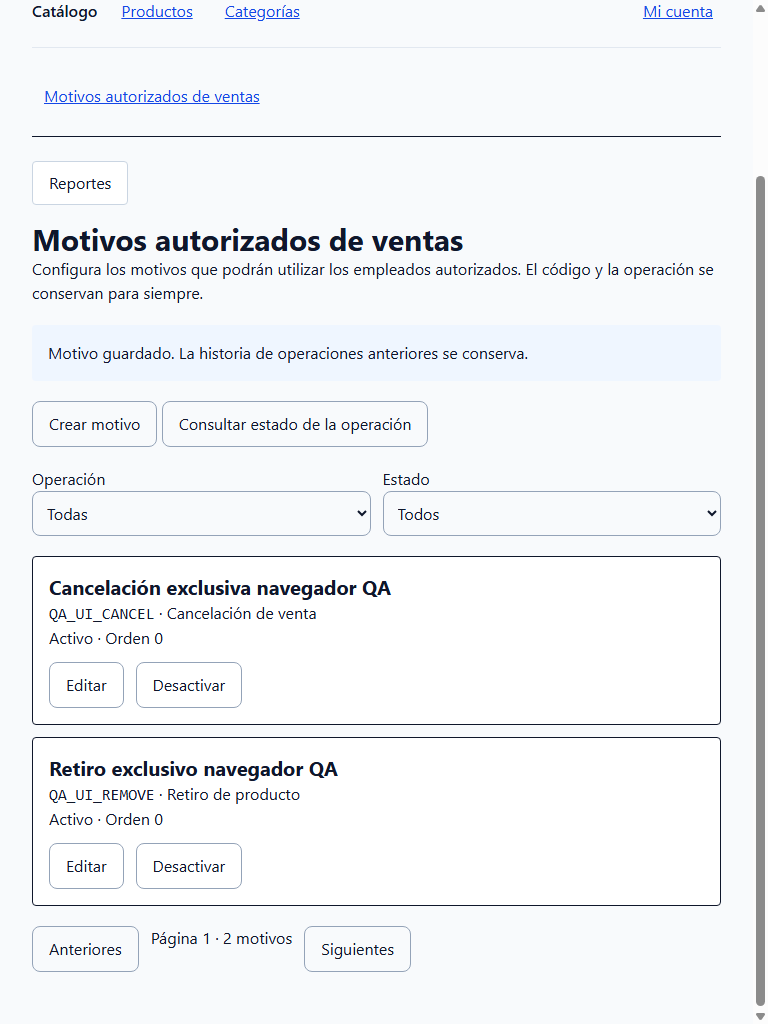 Catálogo Productos Categorías Mi cuenta
Motivos autorizados de ventas
Reportes
Motivos autorizados de ventas
Configura los motivos que podrán utilizar los empleados autorizados. El código y la operación se
conservan para siempre.
Motivo guardado. La historia de operaciones anteriores se conserva.
Crear motivo Consultar estado de la operación
Operación Estado
Todas Todos
Cancelación exclusiva navegador QA
QA_UI_CANCEL · Cancelación de venta
Activo · Orden 0
Editar Desactivar
Retiro exclusivo navegador QA
QA_UI_REMOVE · Retiro de producto
Activo · Orden 0
Editar Desactivar
Anteriores Página 1 · 2 motivos Siguientes